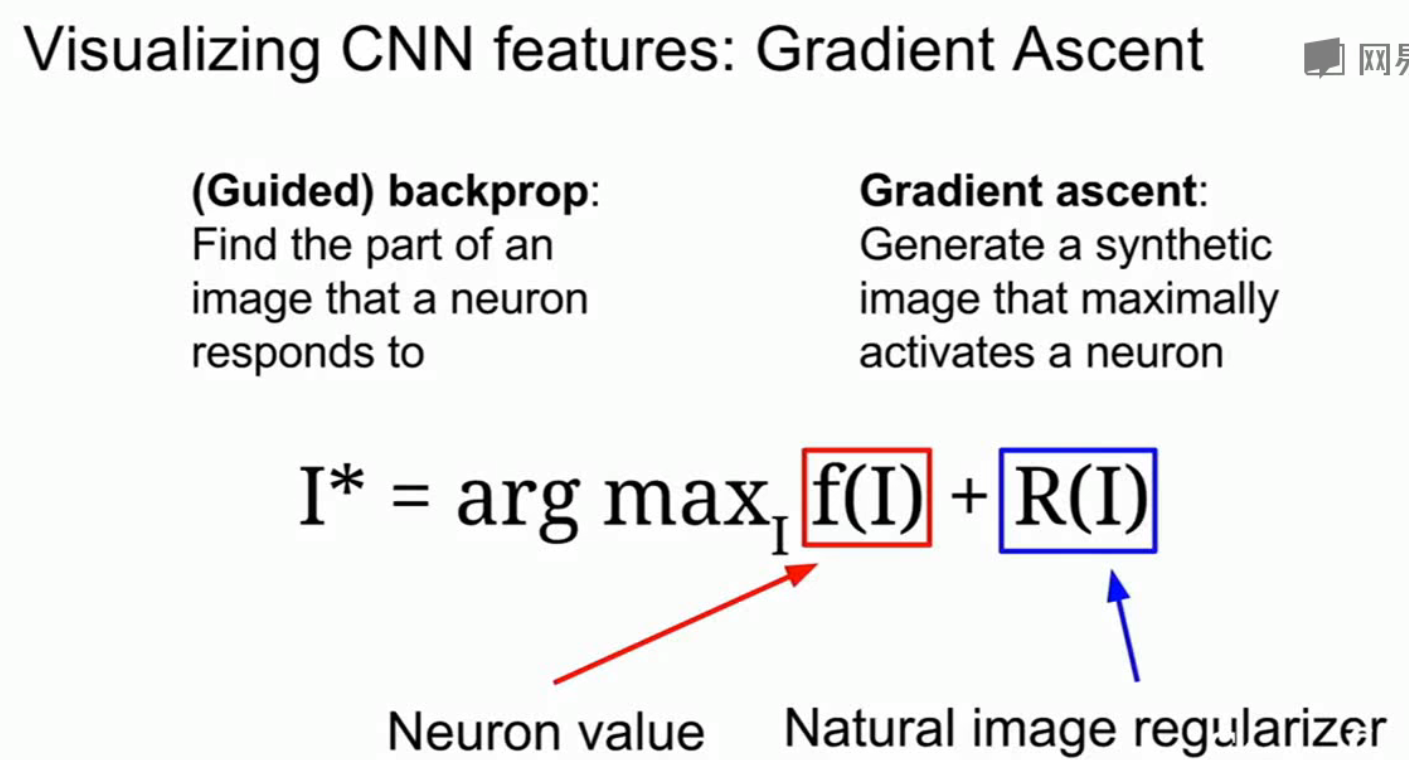 Visualizing CNN features: Gradient Ascent
网易
(Guided) backprop:
Find the part of an
image that a neuron
responds to
Gradient ascent:
Generate a synthetic
image that maximally
activates a neuron
I* = arg max_I f(I) + R(I)
Neuron value
Natural image regularizer